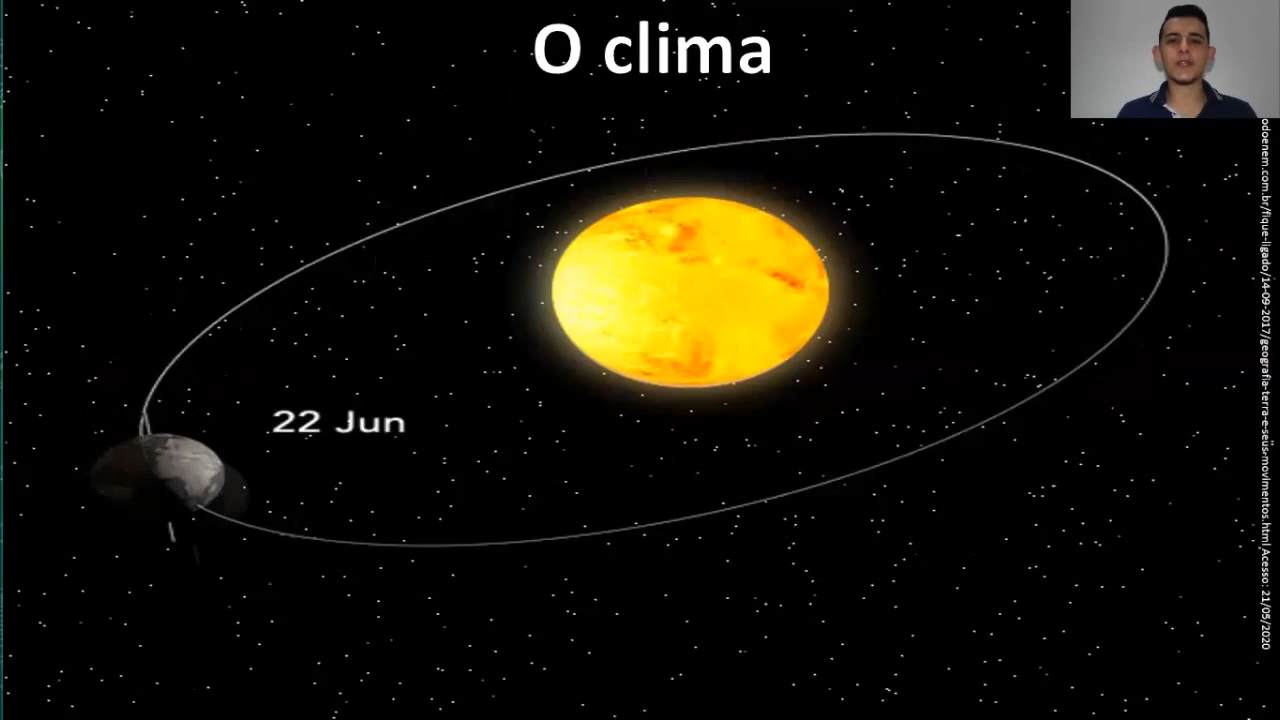 O clima
22 Jun
odoenem.com.br/fique-ligado/14-09-2017/geografia-terra-e-seus-movimentos.html Acesso: 21/05/2020